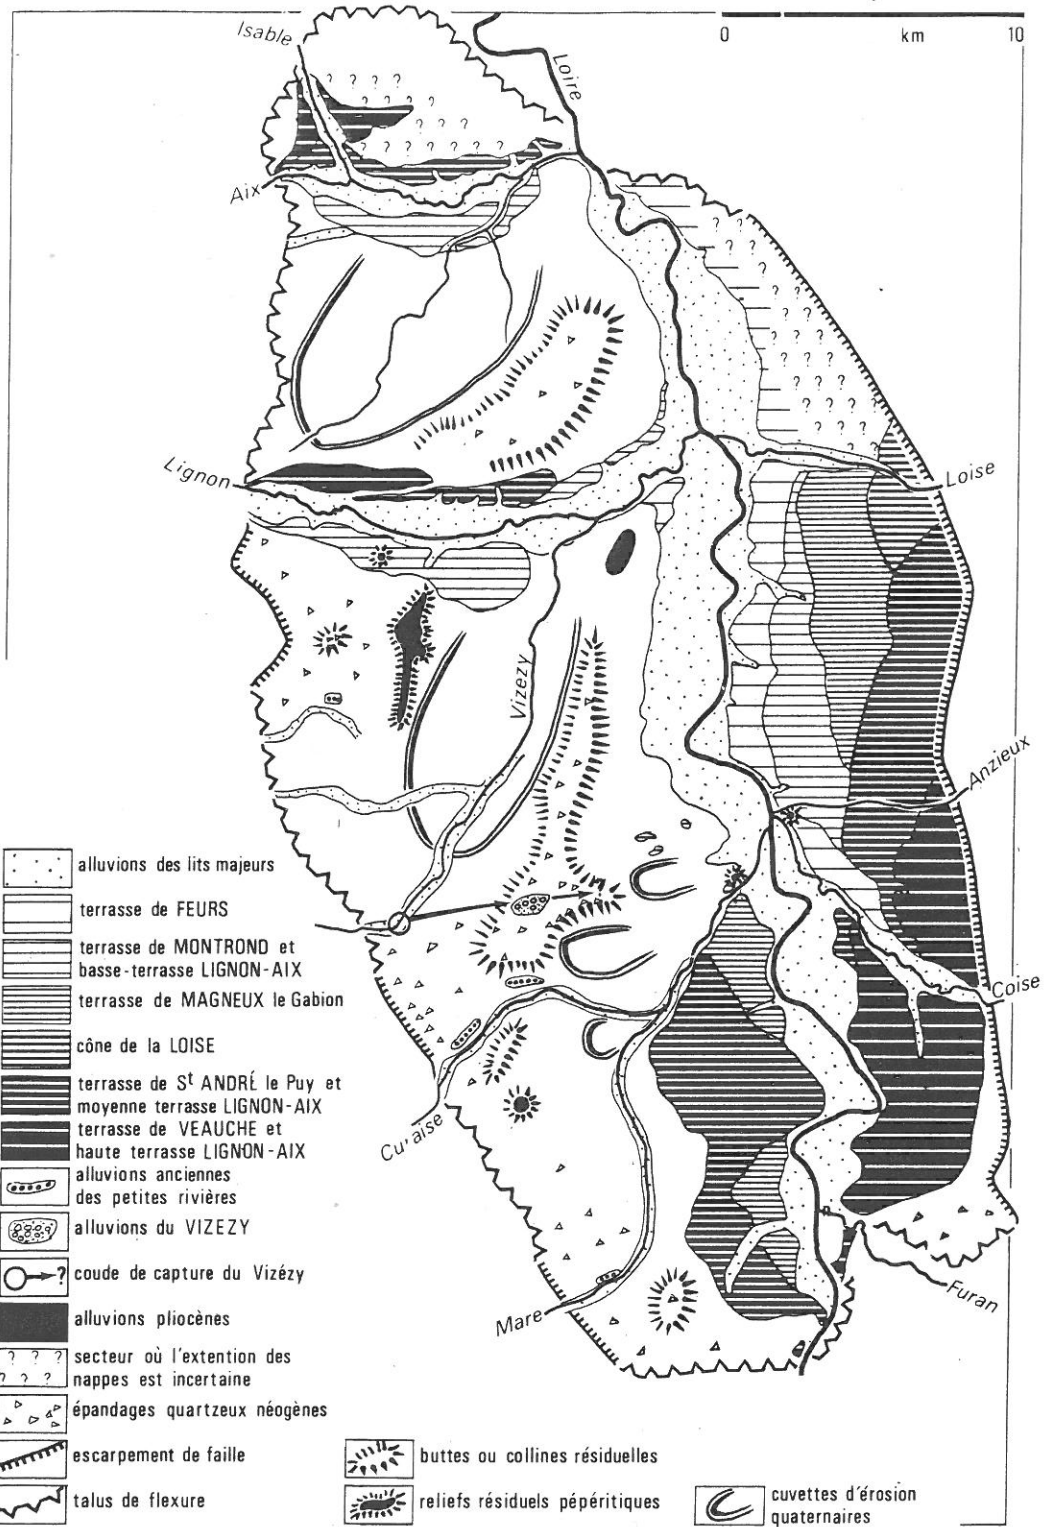 0 km 10
Isable
Loire
Aix
Lignon
Loise
Vizezy
Anzieux
Coise
Cu'aise
Mare
Furan
alluvions des lits majeurs
terrasse de FEURS
terrasse de MONTROND et
basse-terrasse LIGNON-AIX
terrasse de MAGNEUX le Gabion
cône de la LOISE
terrasse de St ANDRÉ le Puy et
moyenne terrasse LIGNON-AIX
terrasse de VEAUCHE et
haute terrasse LIGNON-AIX
alluvions anciennes
des petites rivières
alluvions du VIZEZY
? coude de capture du Vizézy
alluvions pliocènes
? ? ? secteur où l'extention des
? ? ? nappes est incertaine
épandages quartzeux néogènes
escarpement de faille
talus de flexure
buttes ou collines résiduelles
reliefs résiduels pépéritiques
cuvettes d'érosion
quaternaires